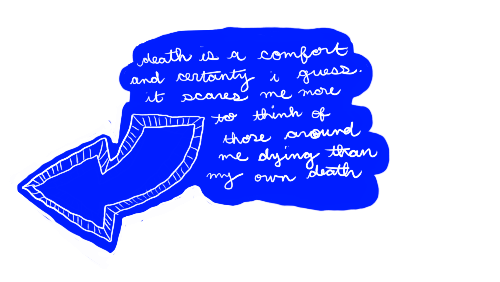 death is a comfort
and certanty i guess.
it scares me more
to think of
those around
me dying than
my own death